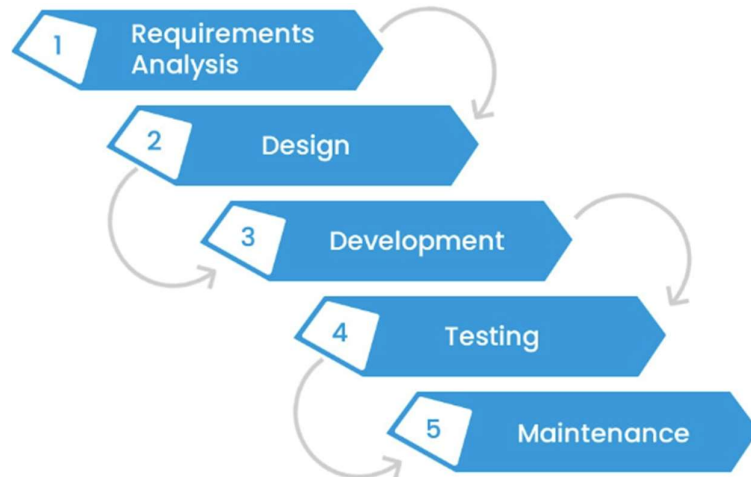 1
Requirements
Analysis
2
Design
3
Development
4
Testing
5
Maintenance